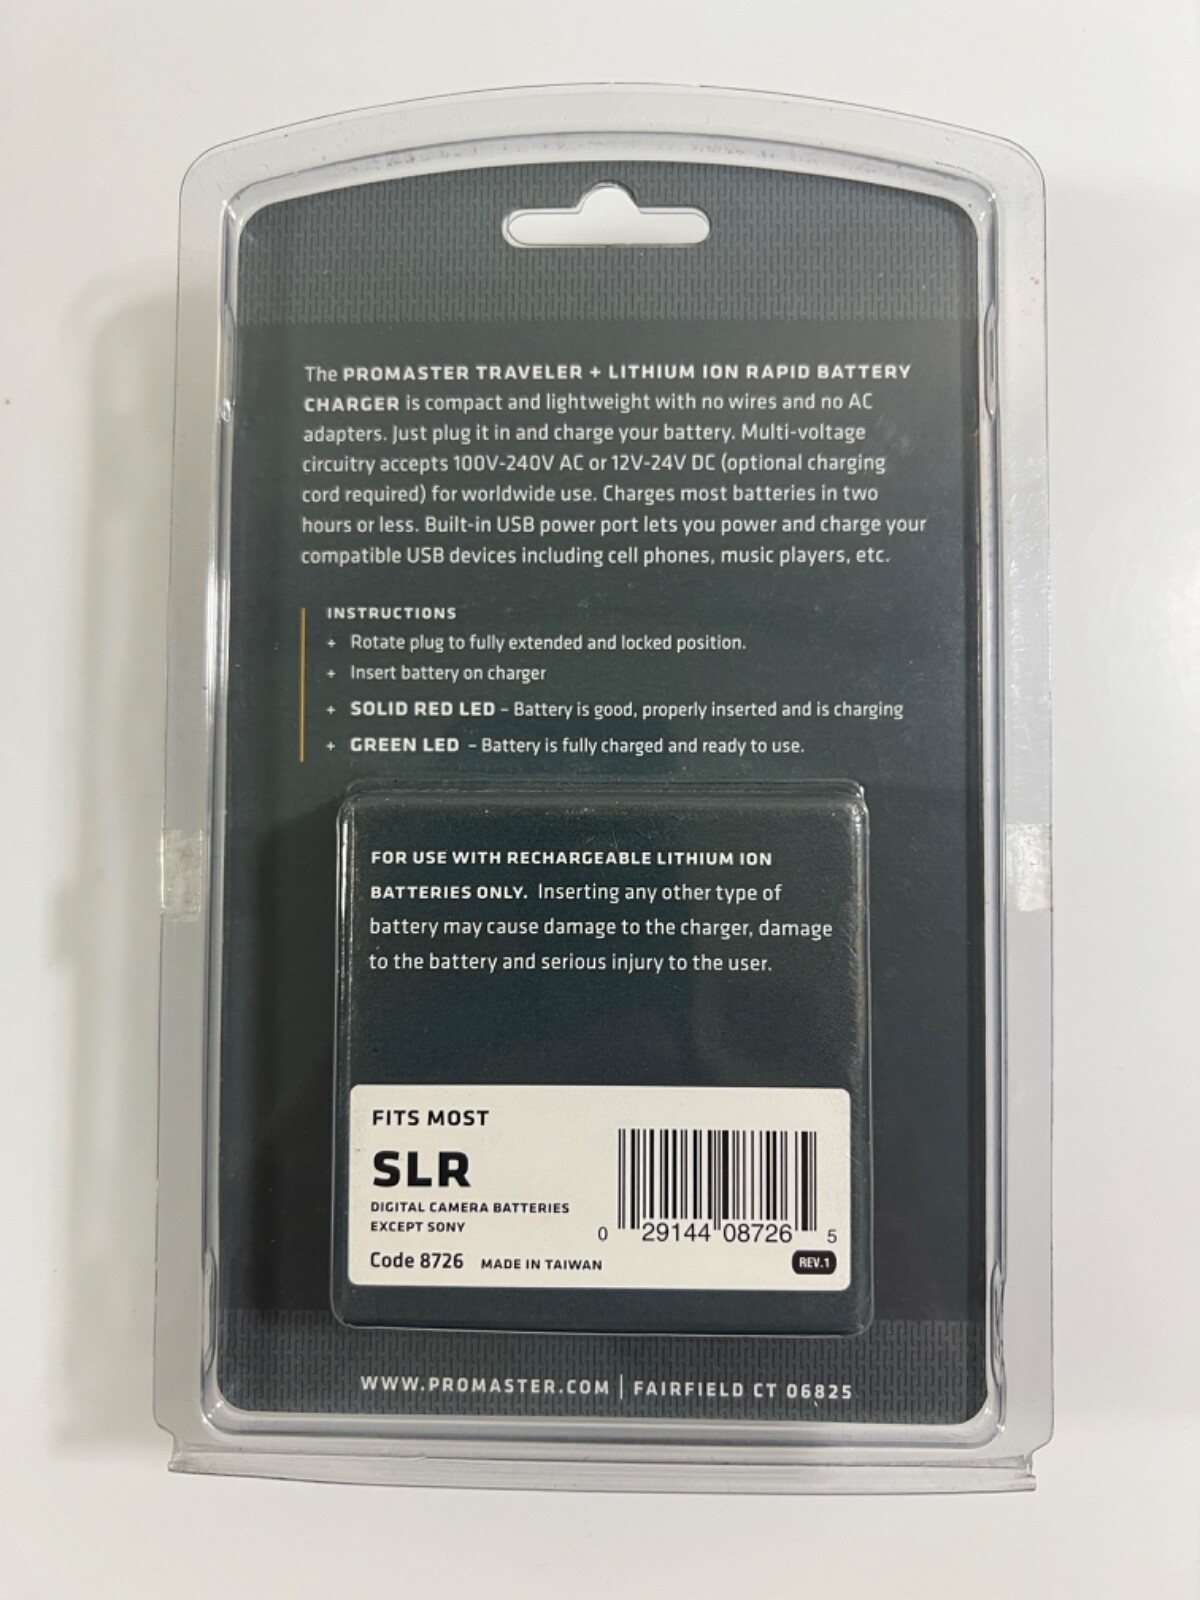 The PROMASTER TRAVELER + LITHIUM ION RAPID BATTERY
CHARGER is compact and lightweight with no wires and no AC
adapters. Just plug it in and charge your battery. Multi-voltage
circuitry accepts 100V-240V AC or 12V-24V DC (optional charging
cord required) for worldwide use. Charges most batteries in two
hours or less. Built-in USB power port lets you power and charge your
compatible USB devices including cell phones, music players, etc.
INSTRUCTIONS
+ Rotate plug to fully extended and locked position.
+ Insert battery on charger
+ SOLID RED LED – Battery is good, properly inserted and is charging
+ GREEN LED – Battery is fully charged and ready to use.
FOR USE WITH RECHARGEABLE LITHIUM ION
BATTERIES ONLY. Inserting any other type of
battery may cause damage to the charger, damage
to the battery and serious injury to the user.
FITS MOST
SLR
DIGITAL CAMERA BATTERIES
EXCEPT SONY
Code 8726 MADE IN TAIWAN
0 29144 08726 5
REV.1
WWW.PROMASTER.COM | FAIRFIELD CT 06825